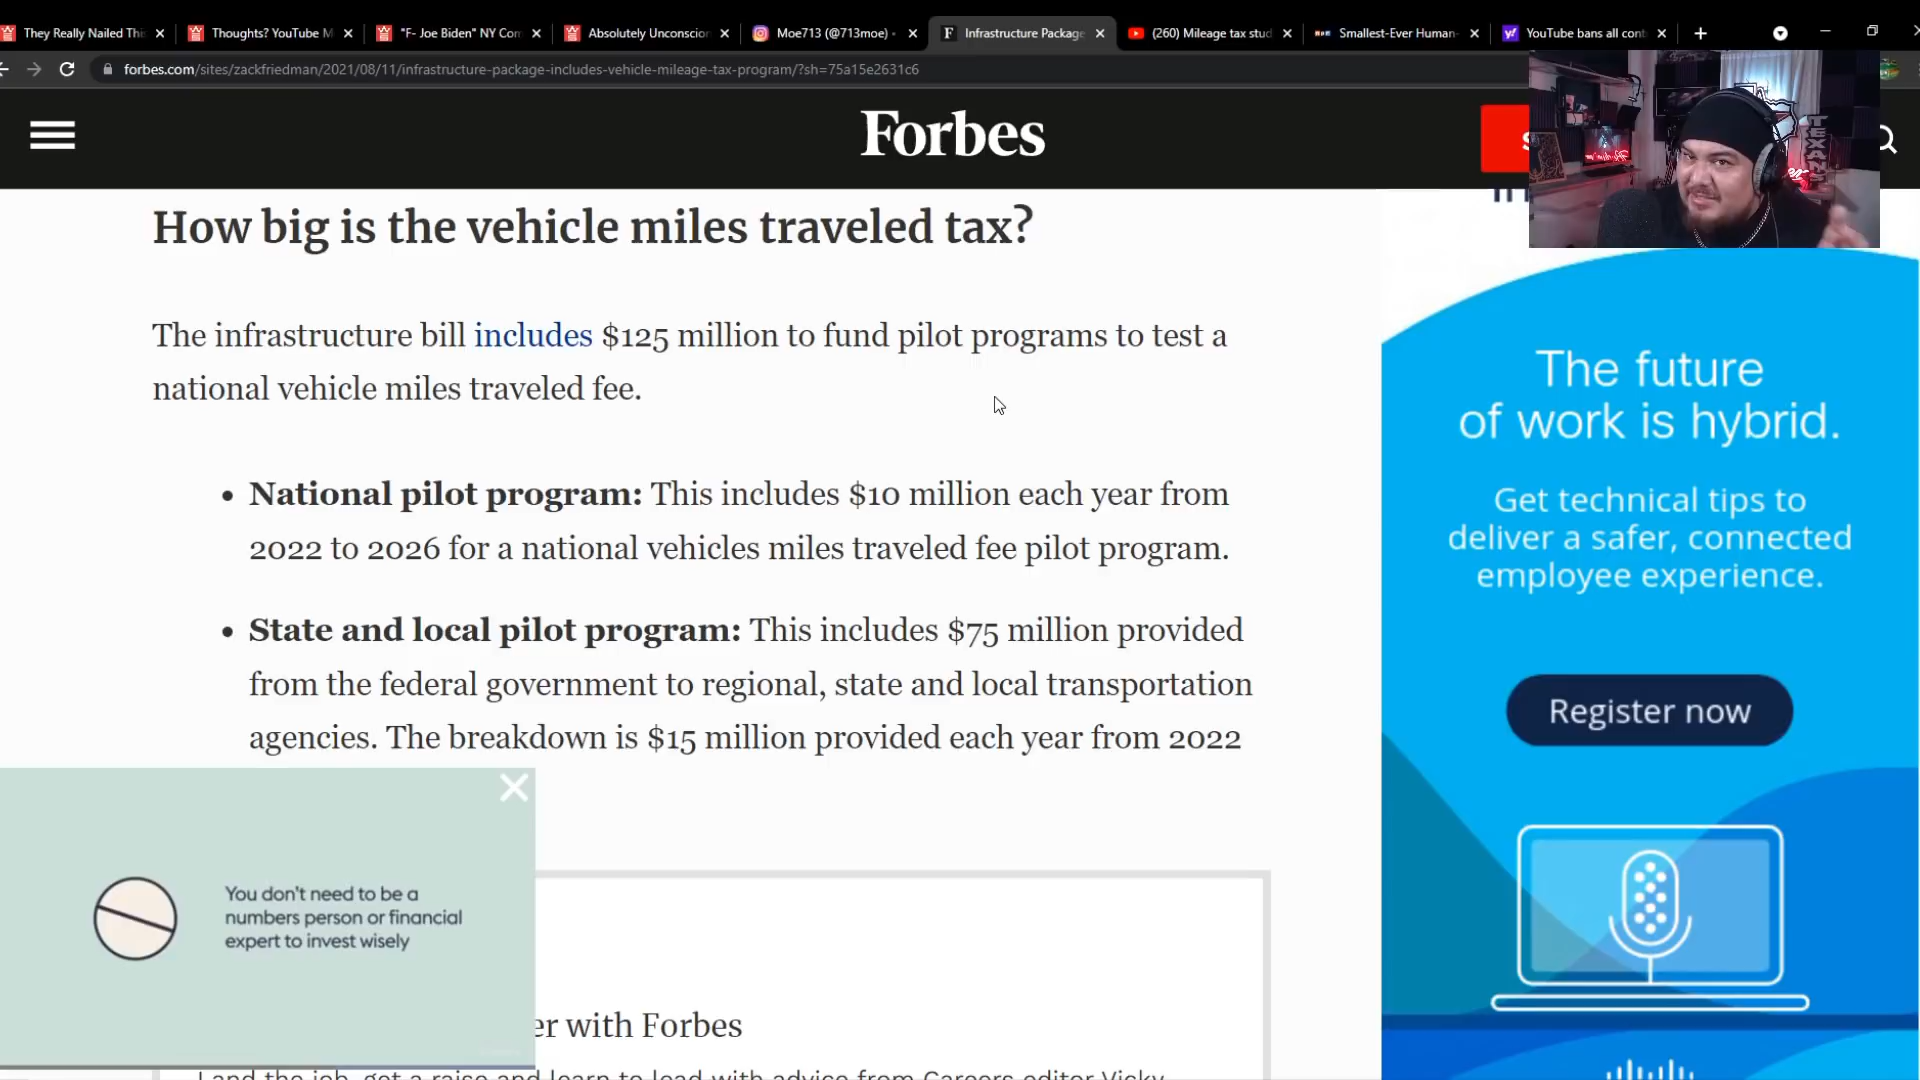 They Really Nailed Thi
Thoughts? YouTube M
"F- Joe Biden" NY Com
Absolutely Unconscion
Moe713 (@713moe) •
Infrastructure Package
(260) Mileage tax stud
Smallest-Ever Human-
YouTube bans all cont
forbes.com/sites/zackfriedman/2021/08/11/infrastructure-package-includes-vehicle-mileage-tax-program/?sh=75a15e2631c6
Forbes
TEXANS
How big is the vehicle miles traveled tax?
The infrastructure bill includes $125 million to fund pilot programs to test a
national vehicle miles traveled fee.
• National pilot program: This includes $10 million each year from
2022 to 2026 for a national vehicles miles traveled fee pilot program.
• State and local pilot program: This includes $75 million provided
from the federal government to regional, state and local transportation
agencies. The breakdown is $15 million provided each year from 2022
The future
of work is hybrid.
Get technical tips to
deliver a safer, connected
employee experience.
Register now
You don't need to be a
numbers person or financial
expert to invest wisely
er with Forbes
Land the job, get a raise and learn to lead with advice from Careers editor Vicky